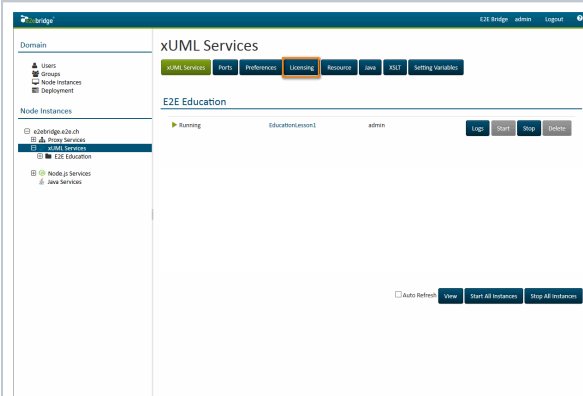 e2ebridge
E2E Bridge admin Logout
Domain
Users
Groups
Node Instances
Deployment
Node Instances
e2ebridge.e2e.ch
Proxy Services
xUML Services
E2E Education
Node.js Services
Java Services
xUML Services
xUML Services Ports Preferences Licensing Resource Java XSLT Setting Variables
E2E Education
Running EducationLesson1 admin Logs Start Stop Delete
Auto Refresh View Start All Instances Stop All Instances